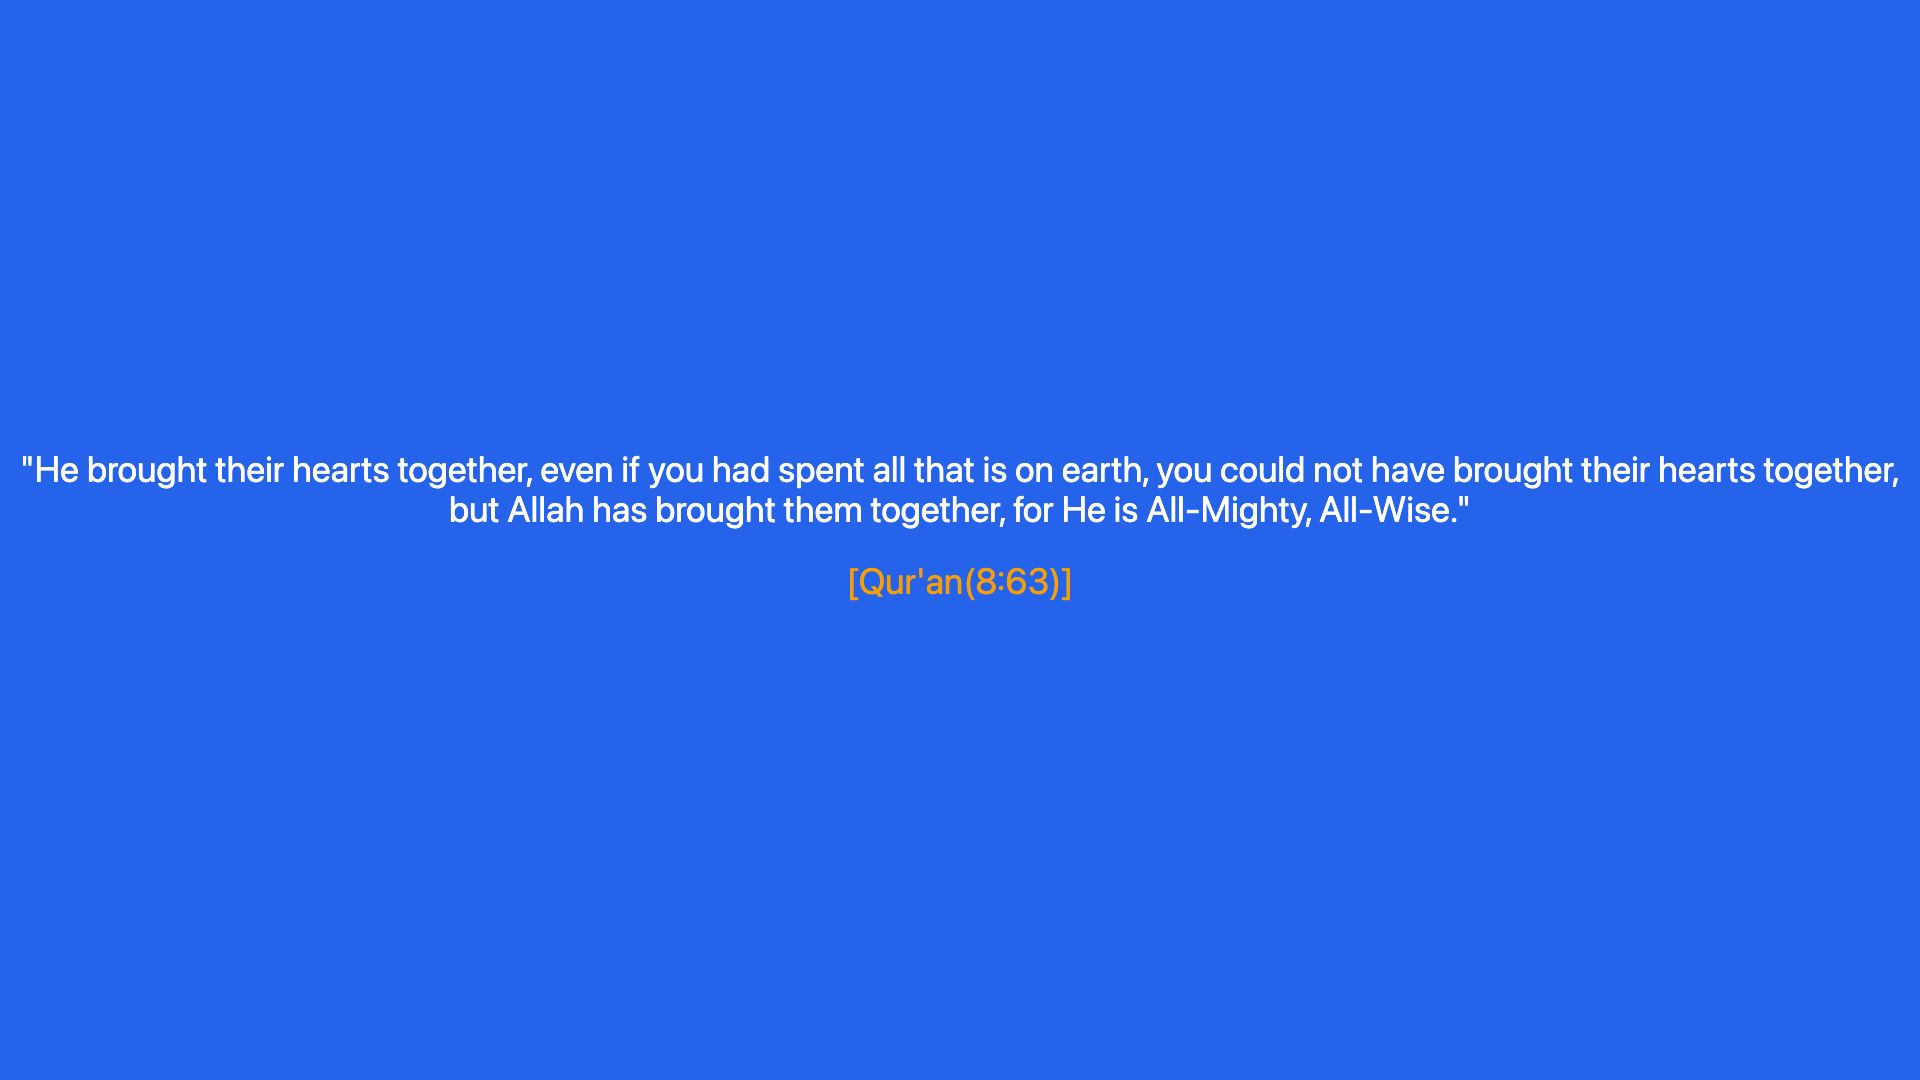 "He brought their hearts together, even if you had spent all that is on earth, you could not have brought their hearts together,
but Allah has brought them together, for He is All-Mighty, All-Wise."
[Qur'an(8:63)]